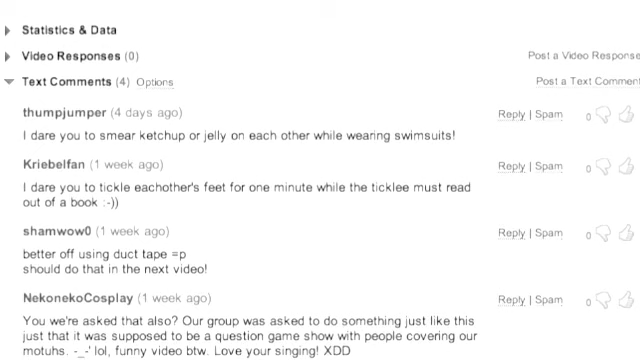 Statistics & Data
Video Responses (0) Post a Video Response
Text Comments (4) Options Post a Text Comment
thumpjumper (4 days ago) Reply | Spam 0
I dare you to smear ketchup or jelly on each other while wearing swimsuits!
Kriebelfan (1 week ago) Reply | Spam 0
I dare you to tickle eachother's feet for one minute while the ticklee must read
out of a book :-))
shamwow0 (1 week ago) Reply | Spam 0
better off using duct tape =p
should do that in the next video!
NekonekoCosplay (1 week ago) Reply | Spam 0
You we're asked that also? Our group was asked to do something just like this
just that it was supposed to be a question game show with people covering our
motuhs. -_-' lol, funny video btw. Love your singing! XDD